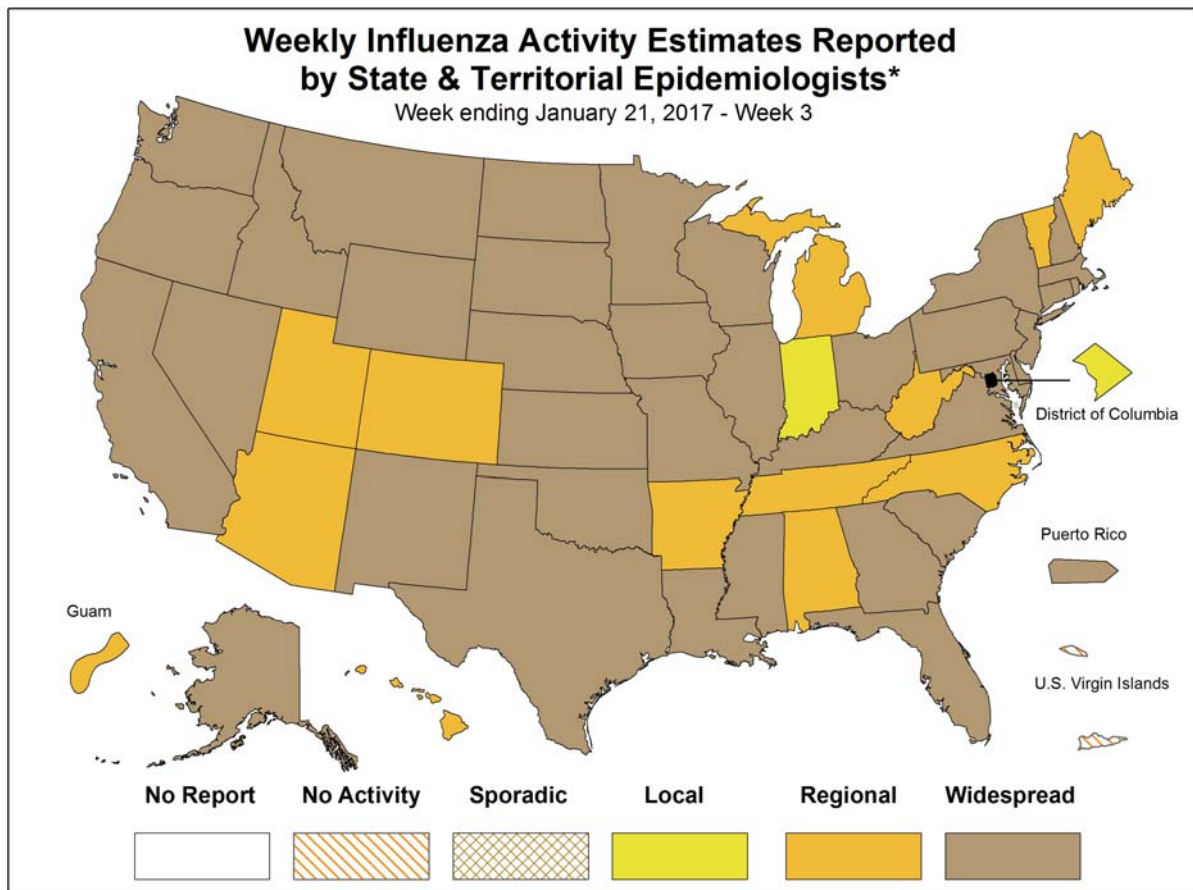 Weekly Influenza Activity Estimates Reported
by State & Territorial Epidemiologists*
Week ending January 21, 2017 - Week 3
District of Columbia
Puerto Rico
Guam
U.S. Virgin Islands
No Report
No Activity
Sporadic
Local
Regional
Widespread